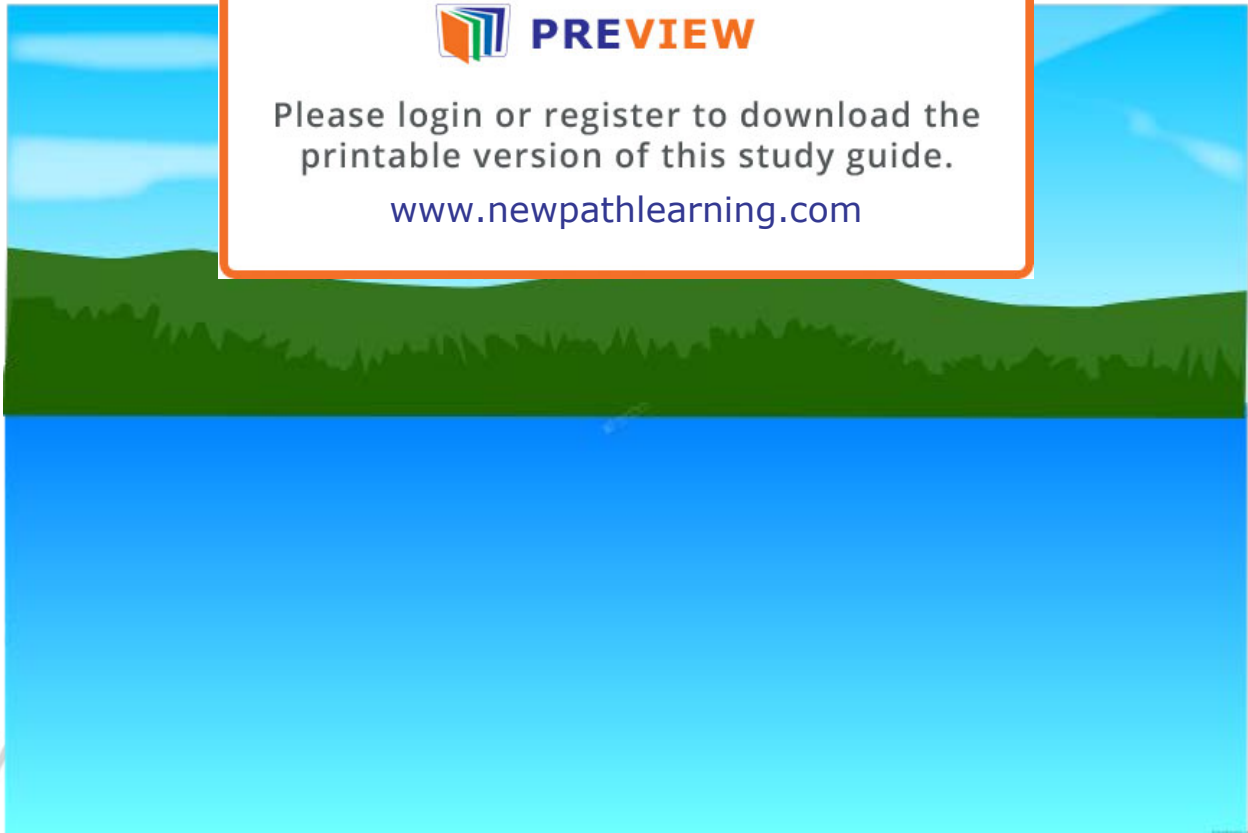 PREVIEW
Please login or register to download the
printable version of this study guide.
www.newpathlearning.com